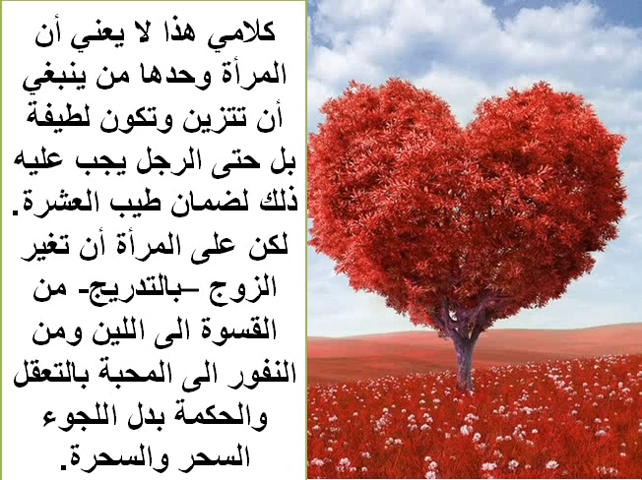 كلامي هذا لا يعني أن
المرأة وحدها من ينبغي
أن تتزين وتكون لطيفة
بل حتى الرجل يجب عليه
ذلك لضمان طيب العشرة.
لكن على المرأة أن تغير
الزوج –بالتدريج- من
القسوة الى اللين ومن
النفور الى المحبة بالتعقل
والحكمة بدل اللجوء
السحر والسحرة.